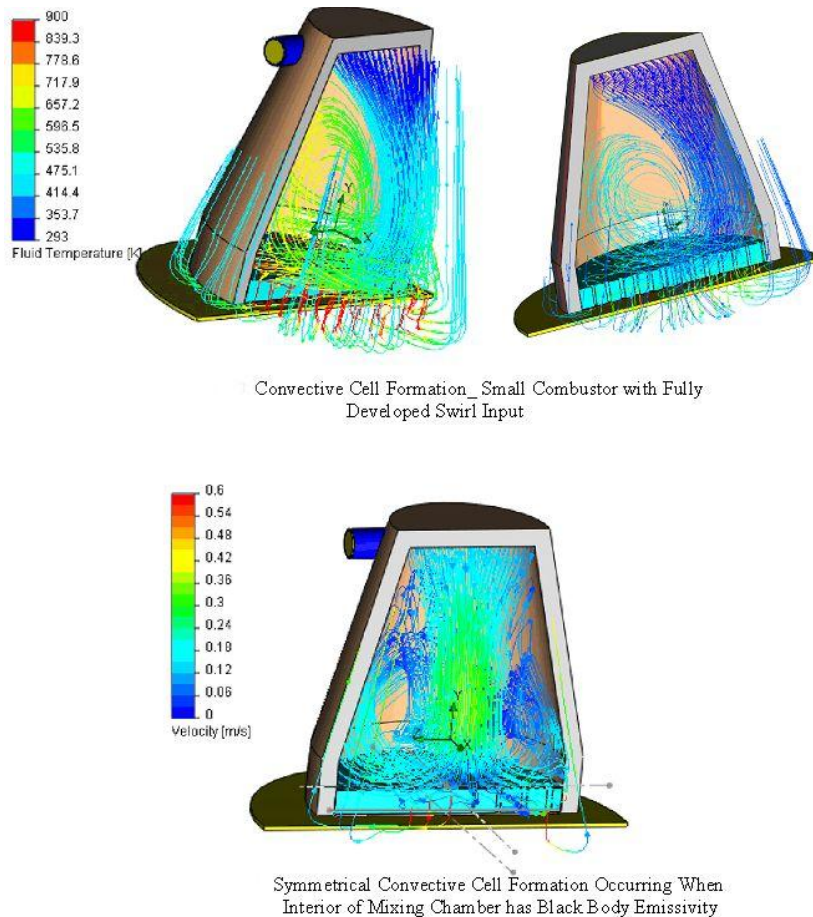 900
839.3
778.6
717.9
657.2
596.5
535.8
475.1
414.4
353.7
293
Fluid Temperature [K]
Y
X
Convective Cell Formation_ Small Combustor with Fully
Developed Swirl Input
0.6
0.54
0.48
0.42
0.36
0.3
0.24
0.18
0.12
0.06
0
Velocity [m/s]
Y
X
Symmetrical Convective Cell Formation Occurring When
Interior of Mixing Chamber has Black Body Emissivity